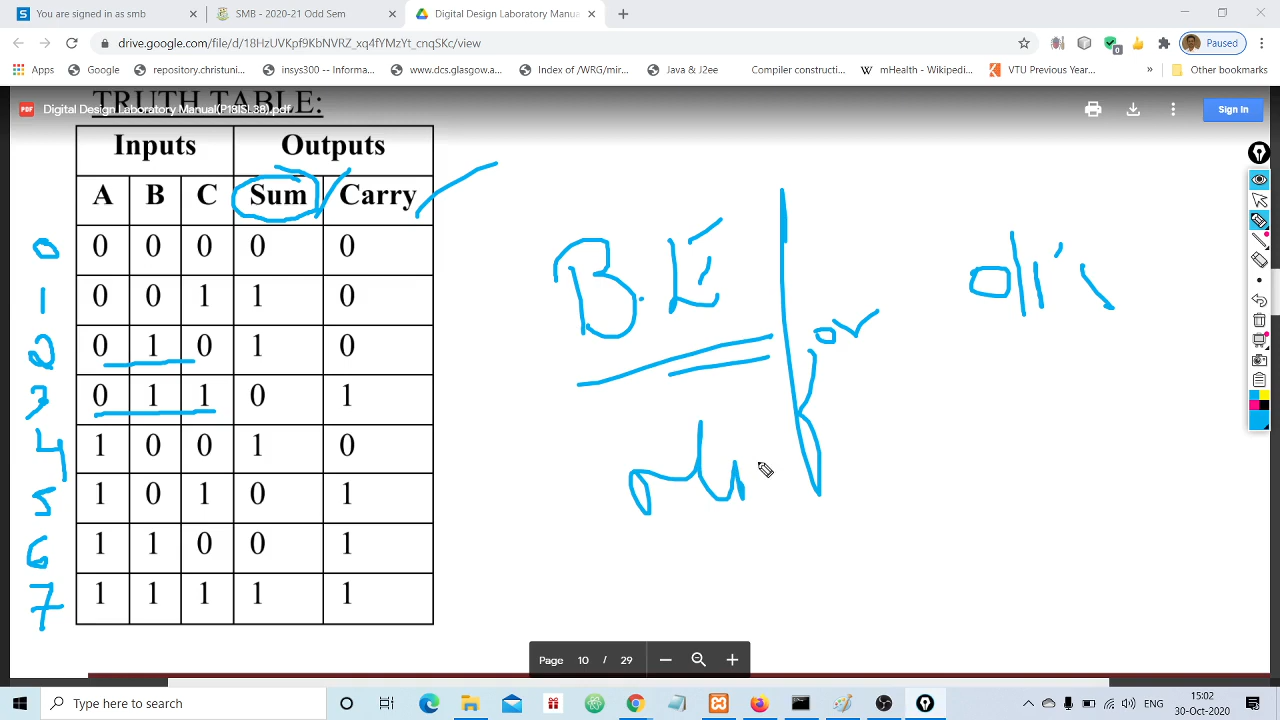 You are signed in as smb
SMB - 2020-21 Odd Sem
Digital Design Laboratory Manua
drive.google.com/file/d/18HzUVKpf9KbNVRZ_xq4fYMzYt_cnqSKc/view
0
Paused
Apps
Google
repository.christuni...
isys300 -- Informa...
www.dcsglasgow.ac...
Index of /WRG/mir...
Java & J2ee
Compiler constructi...
mHealth - Wikipedi...
VTU Previous Year...
»
Other bookmarks
TRUTH TABLE:
PDF
Digital Design Laboratory Manual(P18ISL38).pdf
Sign In
Inputs Outputs
A B C Sum Carry
0 0 0 0 0 0
1 0 0 1 1 0
2 0 1 0 1 0
3 0 1 1 0 1
4 1 0 0 1 0
5 1 0 1 0 1
6 1 1 0 0 1
7 1 1 1 1 1
B.E
or
Page 10 / 29
Type here to search
ENG
15:02
30-Oct-2020